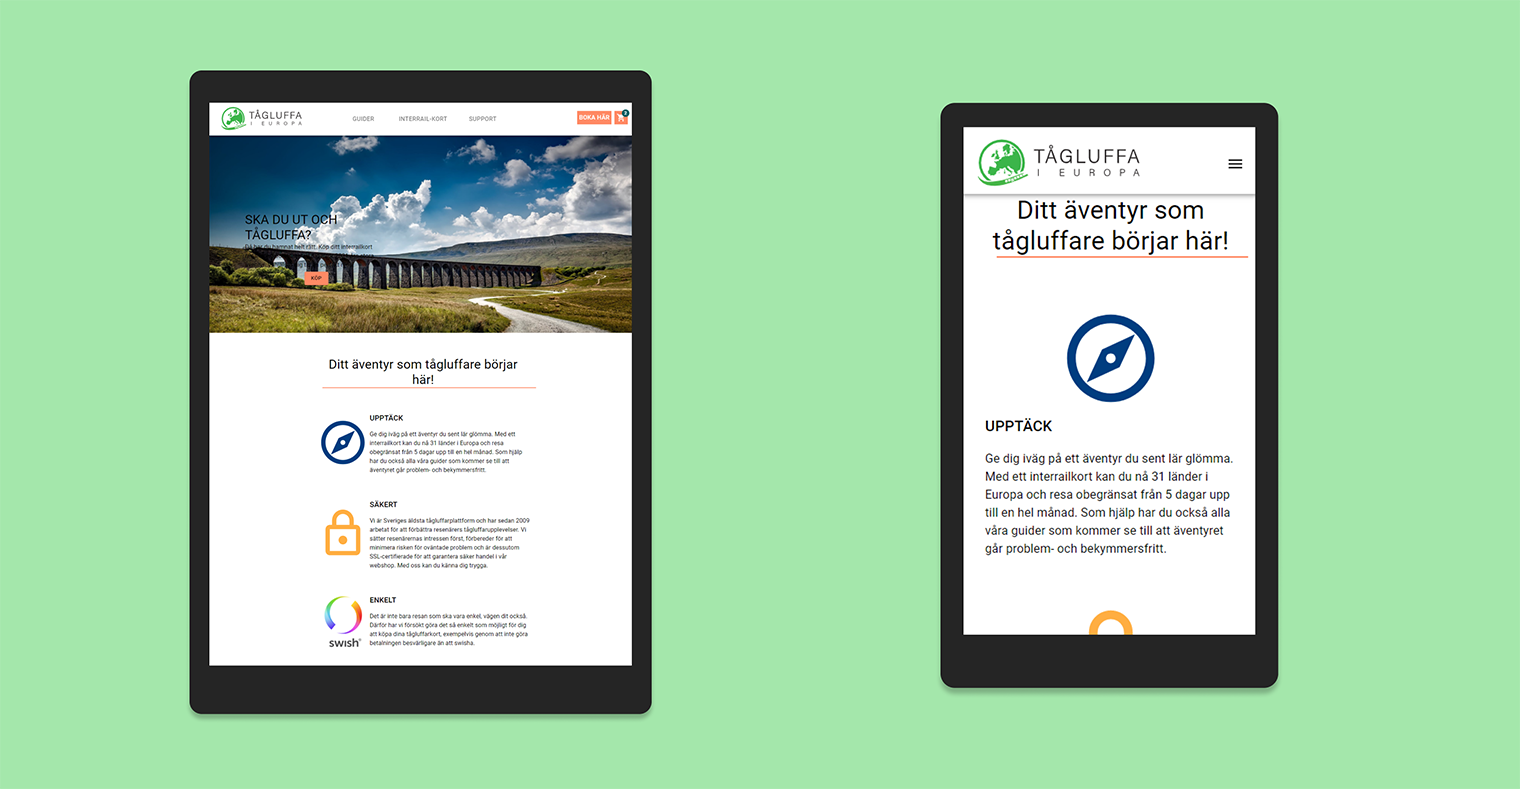 TÅGLUFFA
I EUROPA
GUIDER
INTERRAIL-KORT
SUPPORT
BOKA HÄR
2
SKA DU UT OCH
TÅGLUFFA?
Då har du hamnat helt rätt. Köp ditt interrailkort
KÖP
Ditt äventyr som tågluffare börjar
här!
UPPTÄCK
Ge dig iväg på ett äventyr du sent lär glömma. Med ett
interrailkort kan du nå 31 länder i Europa och resa
obegränsat från 5 dagar upp till en hel månad. Som hjälp
har du också alla våra guider som kommer se till att
äventyret går problem- och bekymmersfritt.
SÄKERT
Vi är Sveriges äldsta tågluffarplattform och har sedan 2009
arbetat för att förbättra resenärers tågluffarupplevelser. Vi
sätter resenärernas intressen först, förbereder för att
minimera risken för oväntade problem och är dessutom
SSL-certifierade för att garantera säker handel i vår
webshop. Med oss kan du känna dig trygga.
ENKELT
Det är inte bara resan som ska vara enkel, vägen dit också.
Därför har vi försökt göra det så enkelt som möjligt för dig
att köpa dina tågluffarkort, exempelvis genom att inte göra
betalningen besvärligare än att swisha.
swish®
TÅGLUFFA
I EUROPA
Ditt äventyr som
tågluffare börjar här!
UPPTÄCK
Ge dig iväg på ett äventyr du sent lär glömma.
Med ett interrailkort kan du nå 31 länder i
Europa och resa obegränsat från 5 dagar upp
till en hel månad. Som hjälp har du också alla
våra guider som kommer se till att äventyret
går problem- och bekymmersfritt.